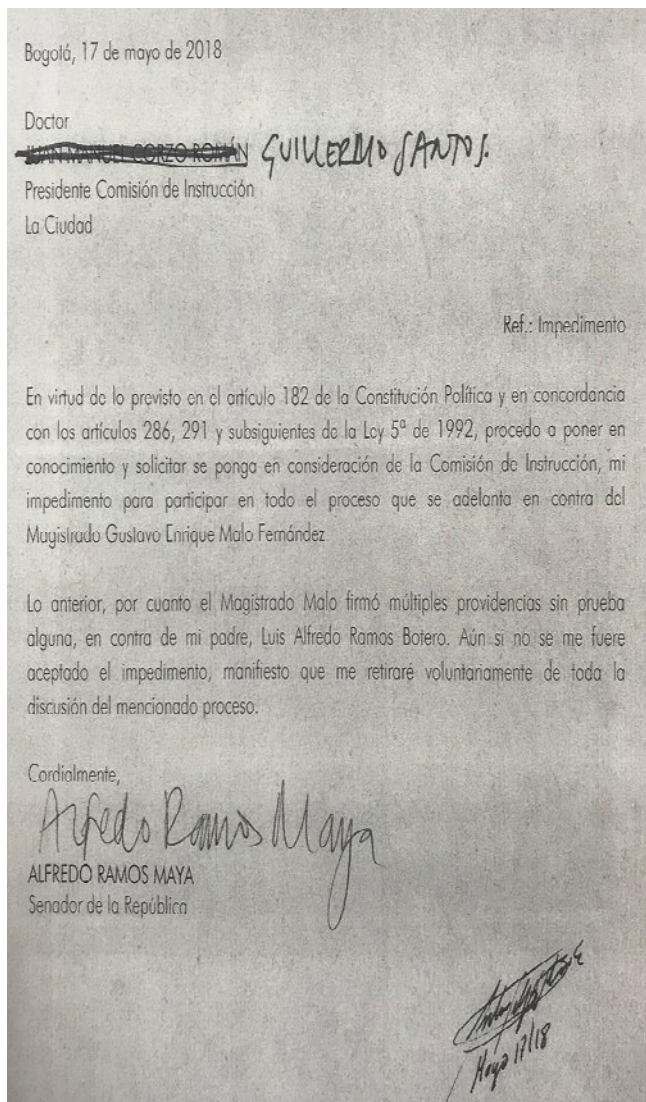 Bogotá, 17 de mayo de 2018
Doctor
JUAN MANUEL CORZO ROMÁN GUILLERMO SANTOS.
Presidente Comisión de Instrucción
La Ciudad
Ref.: Impedimento
En virtud de lo previsto en el artículo 182 de la Constitución Política y en concordancia
con los artículos 286, 291 y subsiguientes de la Ley 5ª de 1992, procedo a poner en
conocimiento y solicitar se ponga en consideración de la Comisión de Instrucción, mi
impedimento para participar en todo el proceso que se adelanta en contra del
Magistrado Gustavo Enrique Malo Fernández
Lo anterior, por cuanto el Magistrado Malo firmó múltiples providencias sin prueba
alguna, en contra de mi padre, Luis Alfredo Ramos Botero. Aún si no se me fuere
aceptado el impedimento, manifiesto que me retiraré voluntariamente de toda la
discusión del mencionado proceso.
Cordialmente,
Alfredo Ramos Maya
ALFREDO RAMOS MAYA
Senador de la República
Mayo 17/18